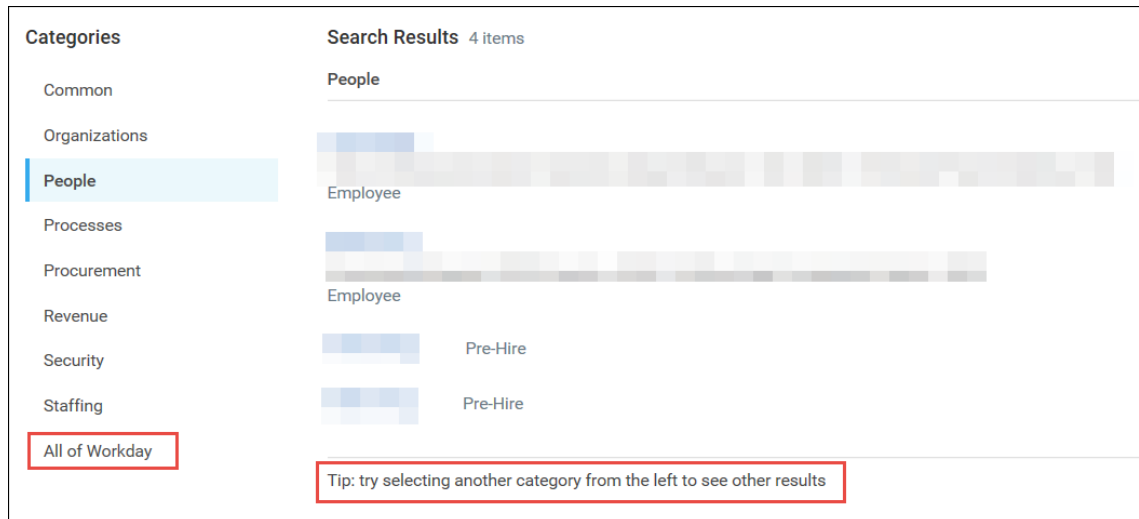 Categories
Common
Organizations
People
Processes
Procurement
Revenue
Security
Staffing
All of Workday
Search Results 4 items
People
Employee
Employee
Pre-Hire
Pre-Hire
Tip: try selecting another category from the left to see other results